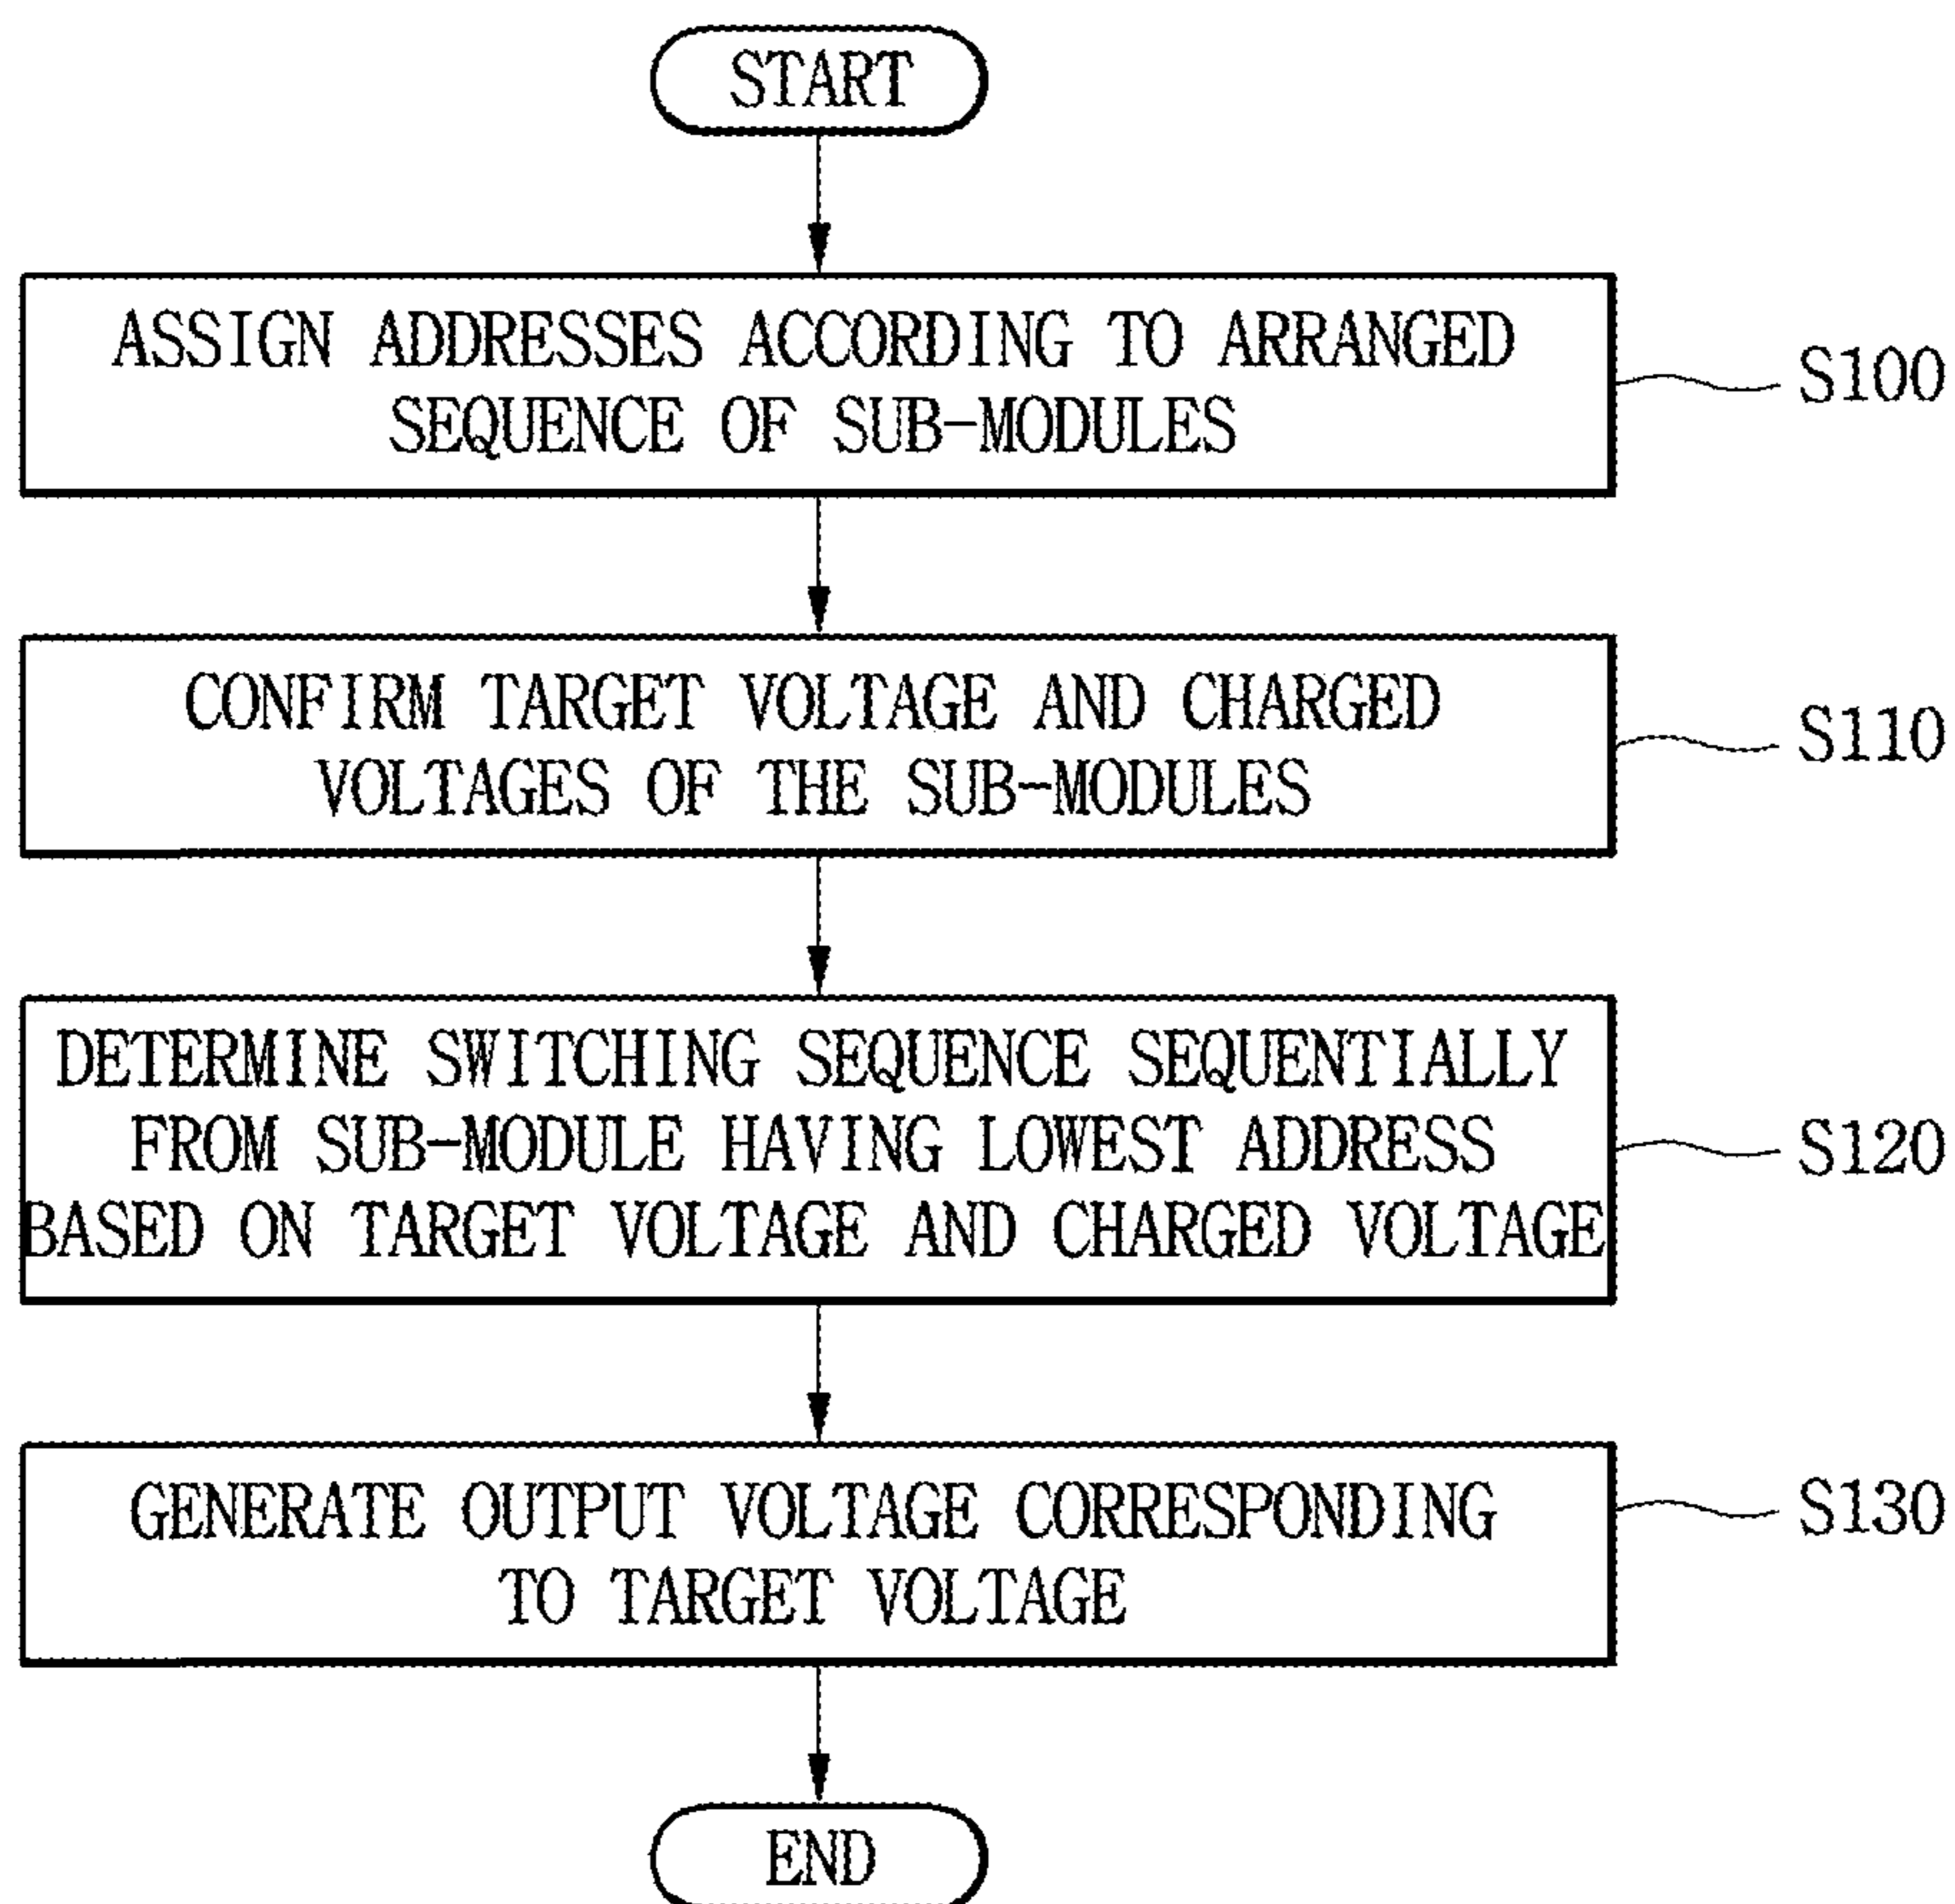 START
ASSIGN ADDRESSES ACCORDING TO ARRANGED
SEQUENCE OF SUB-MODULES
S100
CONFIRM TARGET VOLTAGE AND CHARGED
VOLTAGES OF THE SUB-MODULES
S110
DETERMINE SWITCHING SEQUENCE SEQUENTIALLY
FROM SUB-MODULE HAVING LOWEST ADDRESS
BASED ON TARGET VOLTAGE AND CHARGED VOLTAGE
S120
GENERATE OUTPUT VOLTAGE CORRESPONDING
TO TARGET VOLTAGE
S130
END